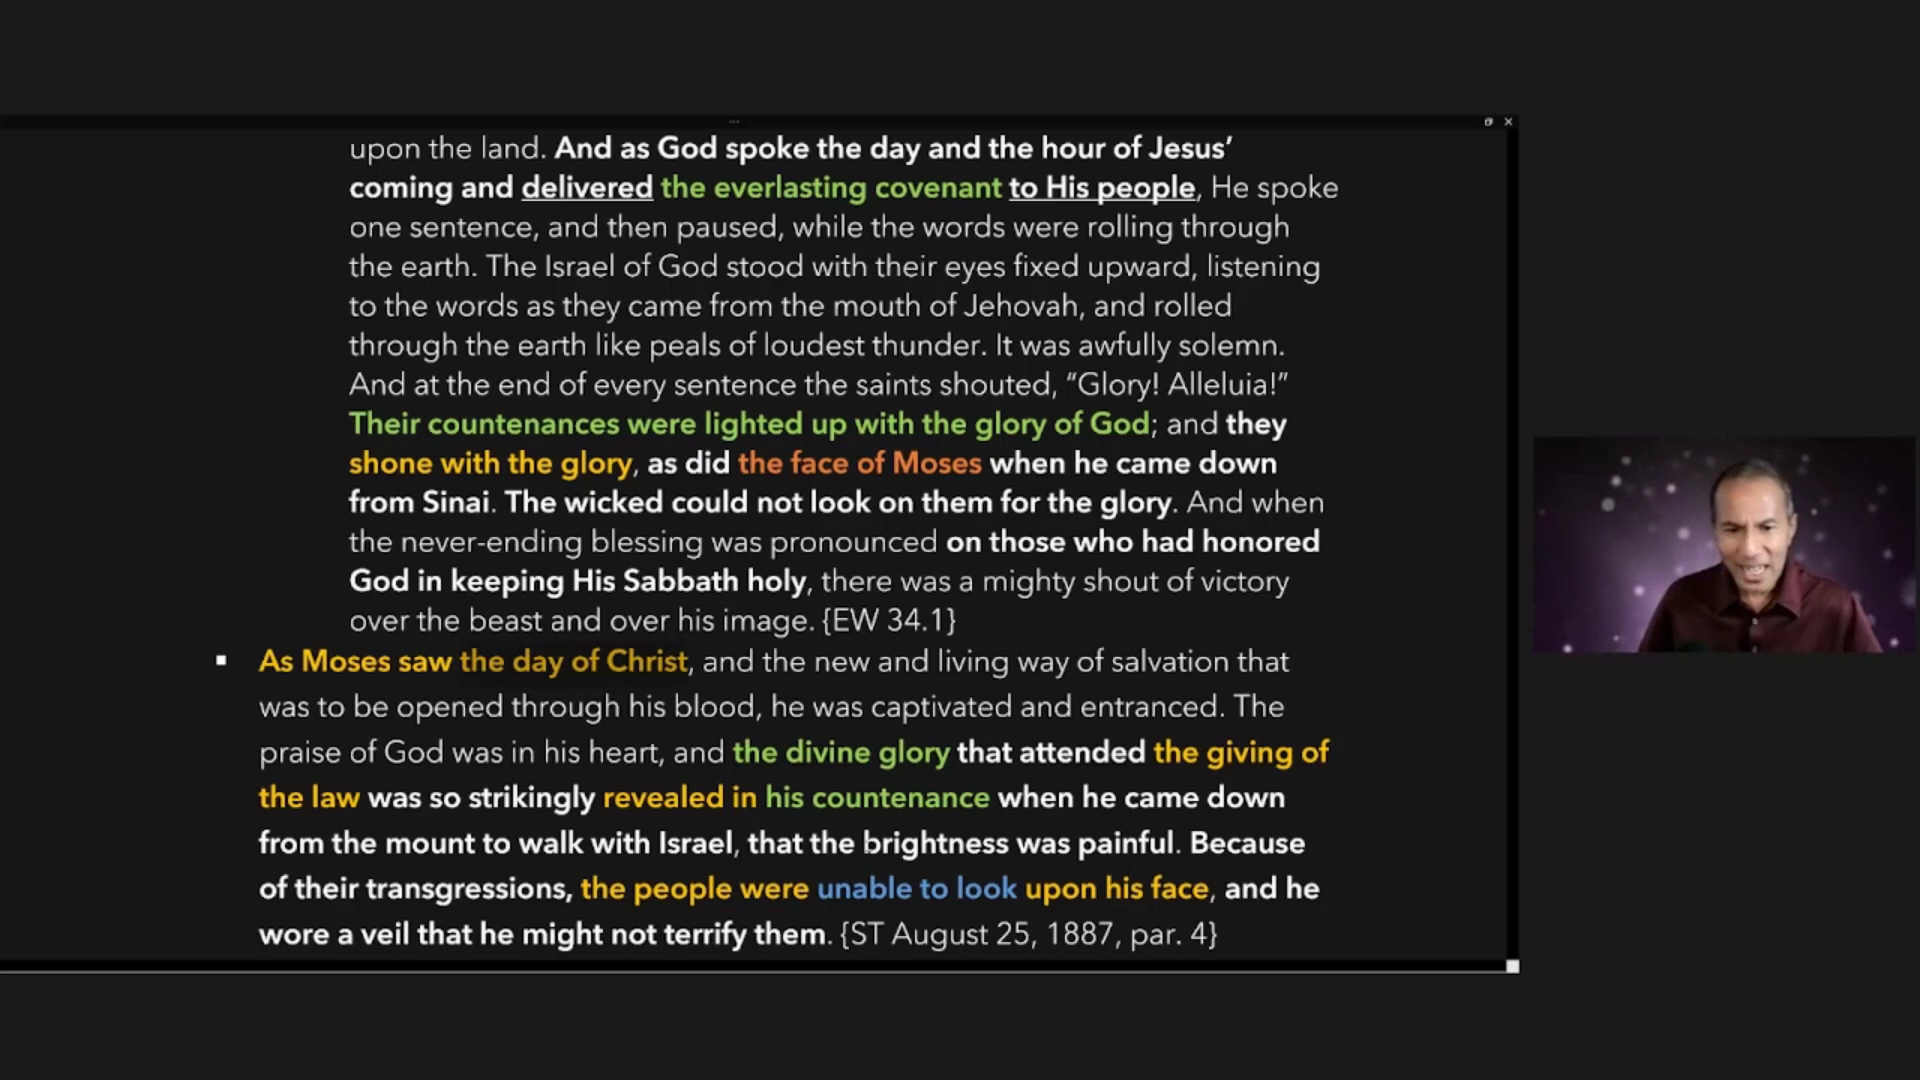 upon the land. And as God spoke the day and the hour of Jesus’
coming and delivered the everlasting covenant to His people, He spoke
one sentence, and then paused, while the words were rolling through
the earth. The Israel of God stood with their eyes fixed upward, listening
to the words as they came from the mouth of Jehovah, and rolled
through the earth like peals of loudest thunder. It was awfully solemn.
And at the end of every sentence the saints shouted, “Glory! Alleluia!”
Their countenances were lighted up with the glory of God; and they
shone with the glory, as did the face of Moses when he came down
from Sinai. The wicked could not look on them for the glory. And when
the never-ending blessing was pronounced on those who had honored
God in keeping His Sabbath holy, there was a mighty shout of victory
over the beast and over his image. {EW 34.1}
▪ As Moses saw the day of Christ, and the new and living way of salvation that
was to be opened through his blood, he was captivated and entranced. The
praise of God was in his heart, and the divine glory that attended the giving of
the law was so strikingly revealed in his countenance when he came down
from the mount to walk with Israel, that the brightness was painful. Because
of their transgressions, the people were unable to look upon his face, and he
wore a veil that he might not terrify them. {ST August 25, 1887, par. 4}